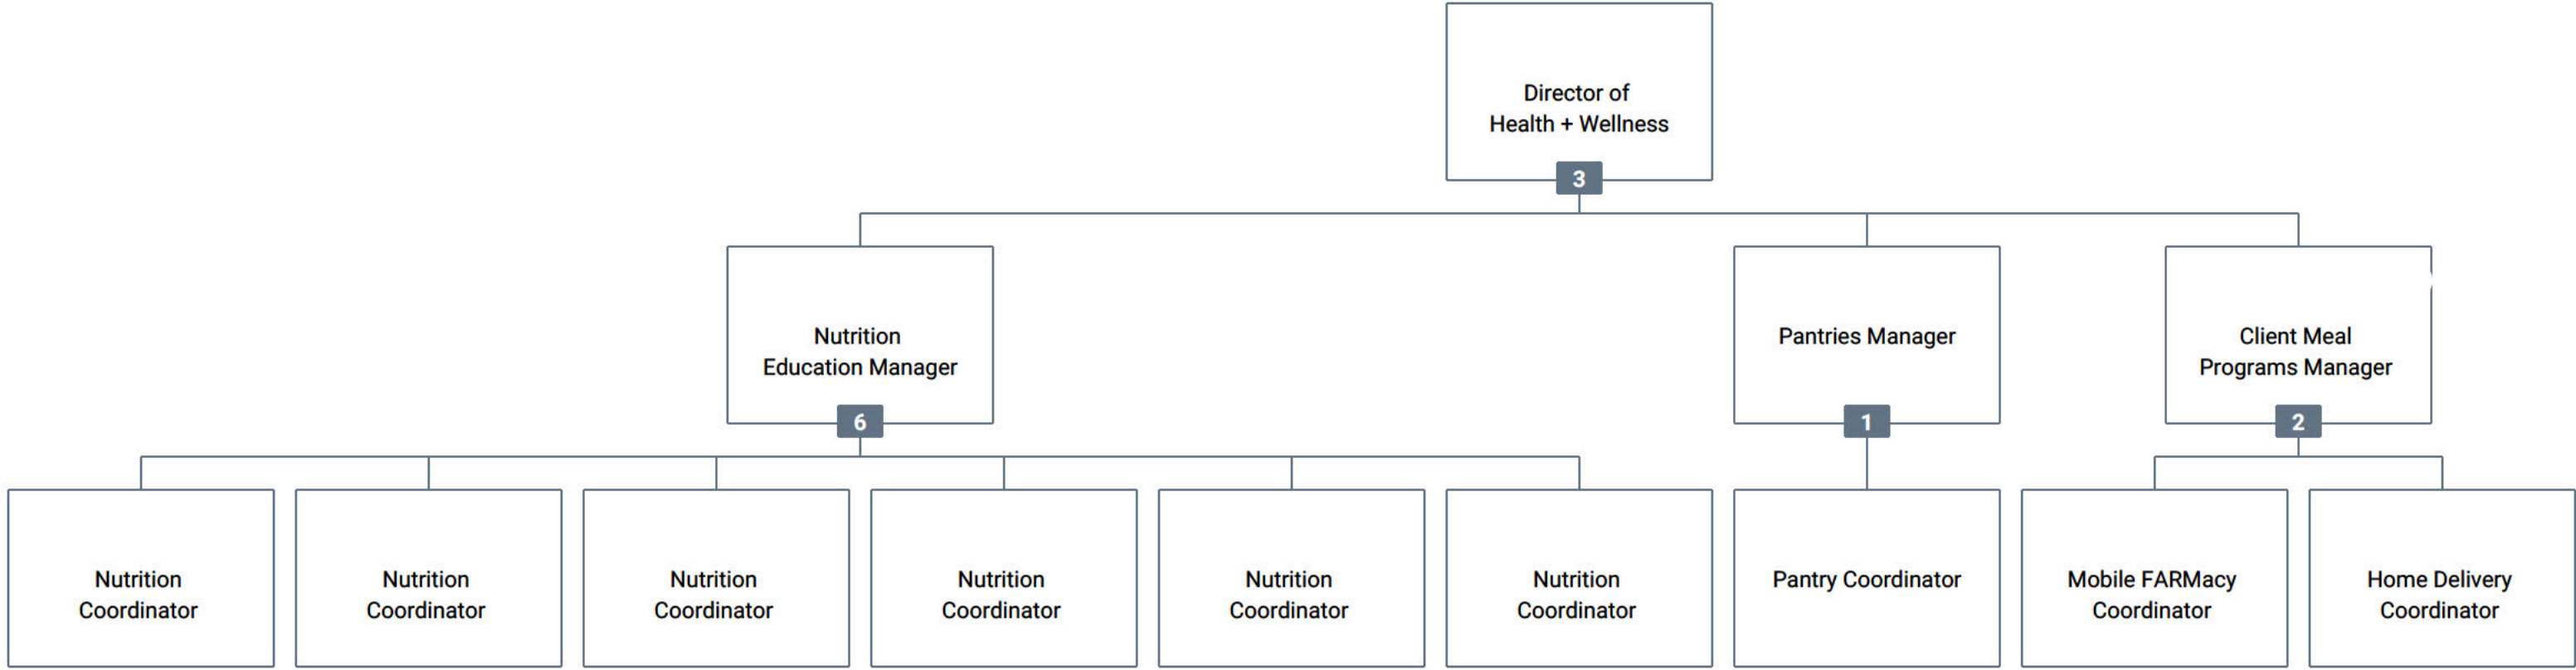 Director of
Health + Wellness
3
Nutrition
Education Manager
6
Pantries Manager
1
Client Meal
Programs Manager
2
Nutrition
Coordinator
Nutrition
Coordinator
Nutrition
Coordinator
Nutrition
Coordinator
Nutrition
Coordinator
Nutrition
Coordinator
Pantry Coordinator
Mobile FARMacy
Coordinator
Home Delivery
Coordinator